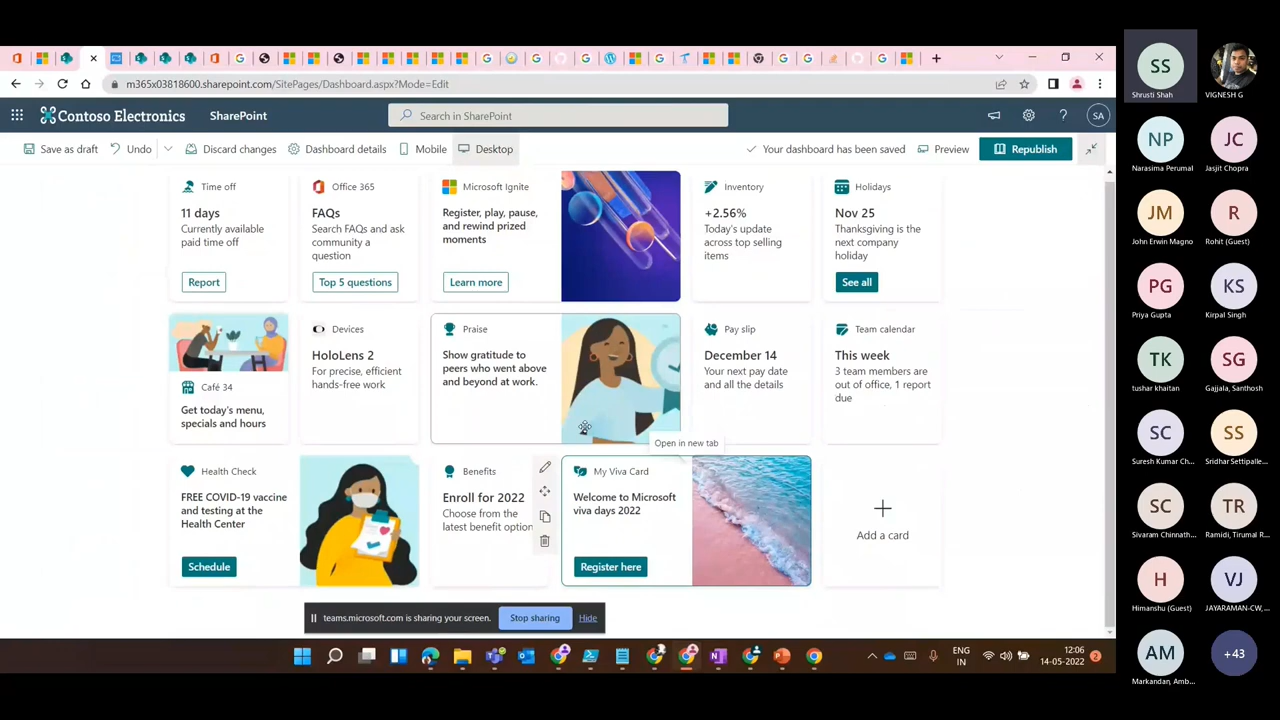 m365x03818600.sharepoint.com/SitePages/Dashboard.aspx?Mode=Edit
Contoso Electronics
SharePoint
Search in SharePoint
SA
Save as draft
Undo
Discard changes
Dashboard details
Mobile
Desktop
Your dashboard has been saved
Preview
Republish
Time off
11 days
Currently available
paid time off
Report
Office 365
FAQs
Search FAQs and ask
community a
question
Top 5 questions
Microsoft Ignite
Register, play, pause,
and rewind prized
moments
Learn more
Inventory
+2.56%
Today's update
across top selling
items
Holidays
Nov 25
Thanksgiving is the
next company
holiday
See all
Café 34
Get today's menu,
specials and hours
Devices
HoloLens 2
For precise, efficient
hands-free work
Praise
Show gratitude to
peers who went above
and beyond at work.
Pay slip
December 14
Your next pay date
and all the details
Team calendar
This week
3 team members are
out of office, 1 report
due
Open in new tab
Health Check
FREE COVID-19 vaccine
and testing at the
Health Center
Schedule
Benefits
Enroll for 2022
Choose from the
latest benefit option
My Viva Card
Welcome to Microsoft
viva days 2022
Register here
Add a card
teams.microsoft.com is sharing your screen.
Stop sharing
Hide
ENG
IN
12:06
14-05-2022
2
SS
Shrusti Shah
VIGNESH G
NP
Narasima Perumal
JC
Jasjit Chopra
JM
John Erwin Magno
R
Rohit (Guest)
PG
Priya Gupta
KS
Kirpal Singh
TK
tushar khaitan
SG
Gajjala, Santhosh
SC
Suresh Kumar Ch...
SS
Sridhar Settipalle...
SC
Sivaram Chinnath...
TR
Ramidi, Tirumal R...
H
Himanshu (Guest)
VJ
JAYARAMAN-CW, ...
AM
Markandan, Amb...
+43